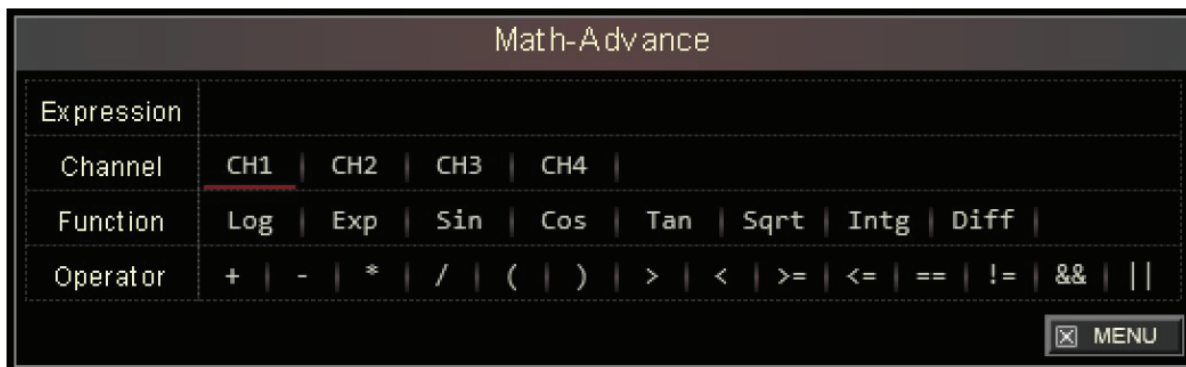 Math-Advance
Expression
Channel CH1 CH2 CH3 CH4
Function Log Exp Sin Cos Tan Sqrt Intg Diff
Operator + - * / ( ) > < >= <= == != && ||
MENU